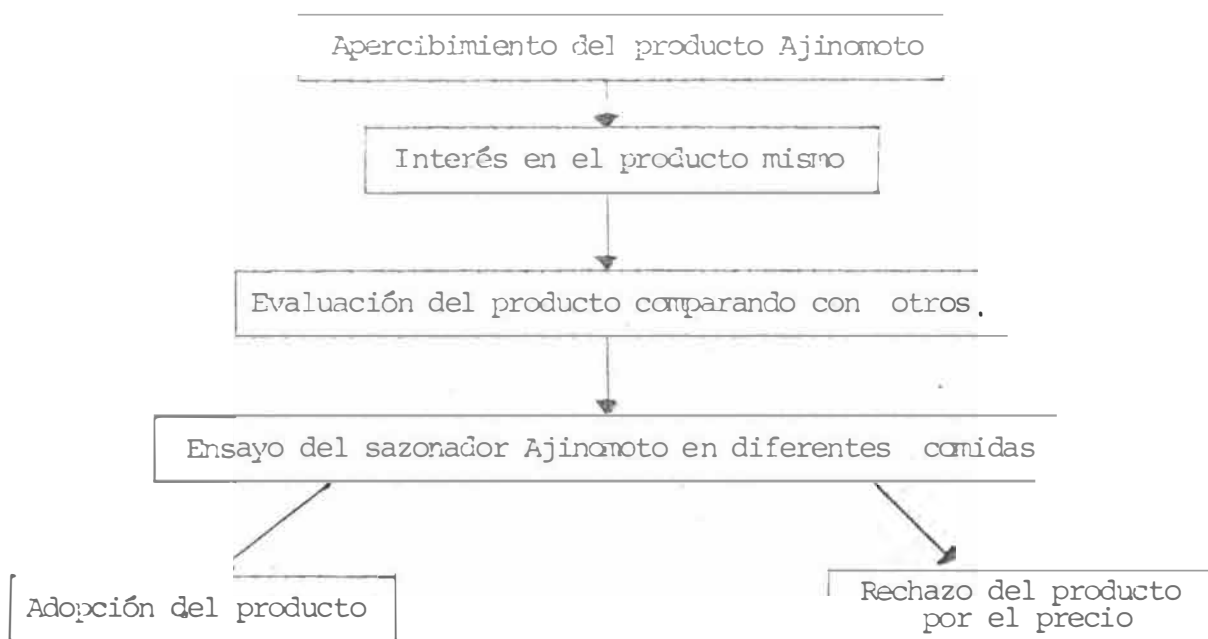 Apercibimiento del producto Ajinomoto
Interés en el producto mismo
Evaluación del producto comparando con otros.
Ensayo del sazonador Ajinomoto en diferentes comidas
Adopción del producto
Rechazo del producto
por el precio